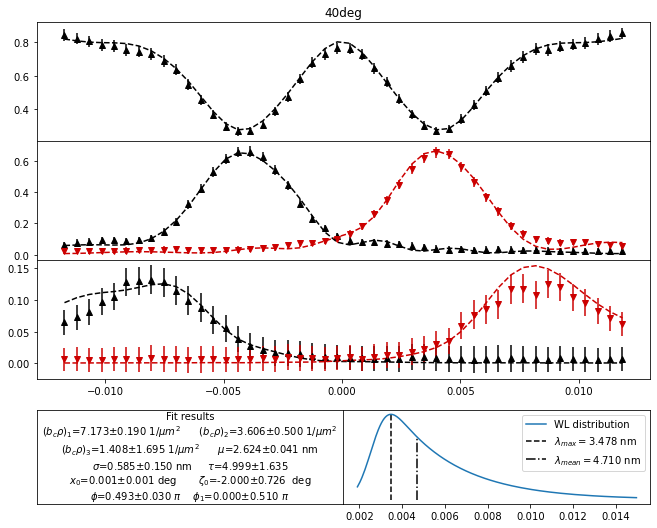 40deg
0.8
0.6
0.4
0.6
0.4
0.2
0.0
0.15
0.10
0.05
0.00
−0.010 −0.005 0.000 0.005 0.010
Fit results
(b_cρ)_1=7.173±0.190 1/μm² (b_cρ)_2=3.606±0.500 1/μm²
(b_cρ)_3=1.408±1.695 1/μm² μ=2.624±0.041 nm
σ=0.585±0.150 nm τ=4.999±1.635
x_0=0.001±0.001 deg ζ_0=-2.000±0.726 deg
ϕ=0.493±0.030 π ϕ_1=0.000±0.510 π
WL distribution
λ_max = 3.478 nm
λ_mean = 4.710 nm
0.002 0.004 0.006 0.008 0.010 0.012 0.014